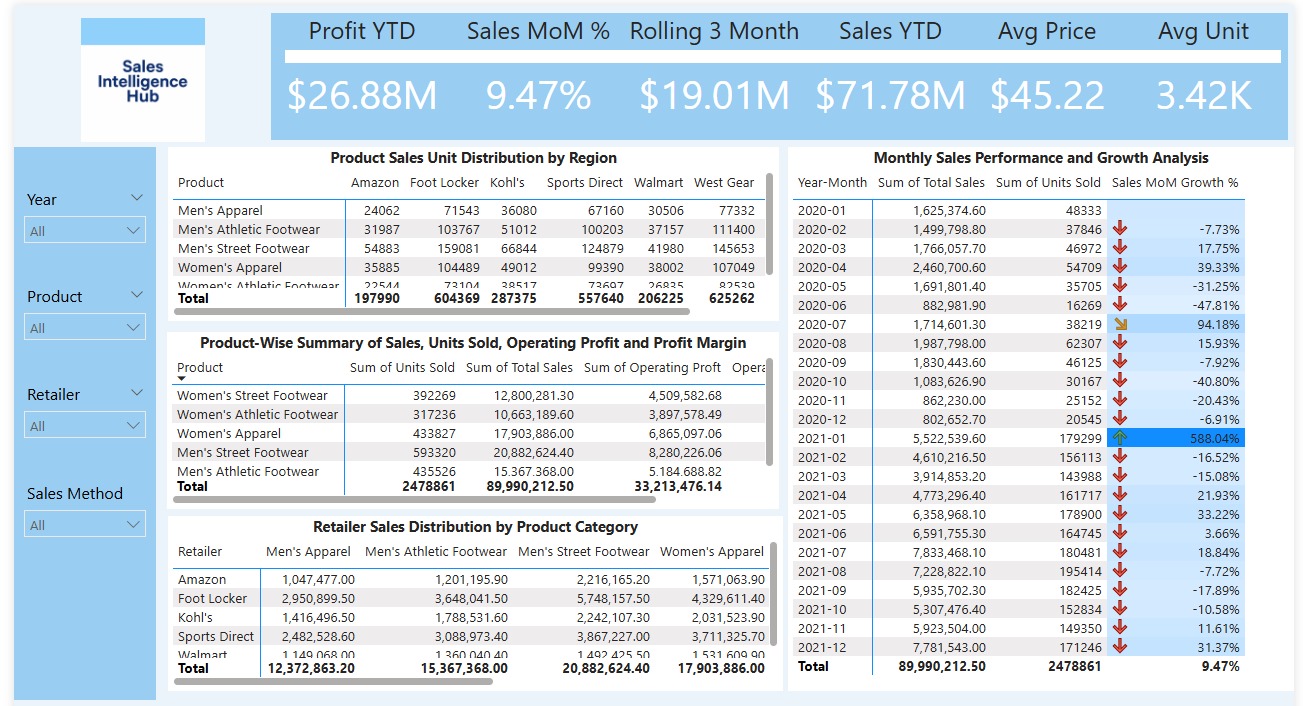 Sales
Intelligence
Hub
Profit YTD Sales MoM % Rolling 3 Month Sales YTD Avg Price Avg Unit
$26.88M 9.47% $19.01M $71.78M $45.22 3.42K
Year
All
Product
All
Retailer
All
Sales Method
All
Product Sales Unit Distribution by Region
Product Amazon Foot Locker Kohl's Sports Direct Walmart West Gear
Men's Apparel 24062 71543 36080 67160 30506 77332
Men's Athletic Footwear 31987 103767 51012 100203 37157 111400
Men's Street Footwear 54883 159081 66844 124879 41980 145653
Women's Apparel 35885 104489 49012 99390 38002 107049
Women's Athletic Footwear 22544 73104 38517 73697 26835 82539
Total 197990 604369 287375 557640 206225 625262
Product-Wise Summary of Sales, Units Sold, Operating Profit and Profit Margin
Product Sum of Units Sold Sum of Total Sales Sum of Operating Proft Opera
Women's Street Footwear 392269 12,800,281.30 4,509,582.68
Women's Athletic Footwear 317236 10,663,189.60 3,897,578.49
Women's Apparel 433827 17,903,886.00 6,865,097.06
Men's Street Footwear 593320 20,882,624.40 8,280,226.06
Men's Athletic Footwear 435526 15,367,368.00 5,184,688.82
Total 2478861 89,990,212.50 33,213,476.14
Retailer Sales Distribution by Product Category
Retailer Men's Apparel Men's Athletic Footwear Men's Street Footwear Women's Apparel
Amazon 1,047,477.00 1,201,195.90 2,216,165.20 1,571,063.90
Foot Locker 2,950,899.50 3,648,041.50 5,748,157.50 4,329,611.40
Kohl's 1,416,496.50 1,788,531.60 2,242,107.30 2,031,523.90
Sports Direct 2,482,528.60 3,088,973.40 3,867,227.00 3,711,325.70
Walmart 1,149,068.00 1,360,040.40 1,492,425.50 1,531,609.90
Total 12,372,863.20 15,367,368.00 20,882,624.40 17,903,886.00
Monthly Sales Performance and Growth Analysis
Year-Month Sum of Total Sales Sum of Units Sold Sales MoM Growth %
2020-01 1,625,374.60 48333
2020-02 1,499,798.80 37846 -7.73%
2020-03 1,766,057.70 46972 17.75%
2020-04 2,460,700.60 54709 39.33%
2020-05 1,691,801.40 35705 -31.25%
2020-06 882,981.90 16269 -47.81%
2020-07 1,714,601.30 38219 94.18%
2020-08 1,987,798.00 62307 15.93%
2020-09 1,830,443.60 46125 -7.92%
2020-10 1,083,626.90 30167 -40.80%
2020-11 862,230.00 25152 -20.43%
2020-12 802,652.70 20545 -6.91%
2021-01 5,522,539.60 179299 588.04%
2021-02 4,610,216.50 156113 -16.52%
2021-03 3,914,853.20 143988 -15.08%
2021-04 4,773,296.40 161717 21.93%
2021-05 6,358,968.10 178900 33.22%
2021-06 6,591,755.30 164745 3.66%
2021-07 7,833,468.10 180481 18.84%
2021-08 7,228,822.10 195414 -7.72%
2021-09 5,935,702.30 182425 -17.89%
2021-10 5,307,476.40 152834 -10.58%
2021-11 5,923,504.00 149350 11.61%
2021-12 7,781,543.00 171246 31.37%
Total 89,990,212.50 2478861 9.47%